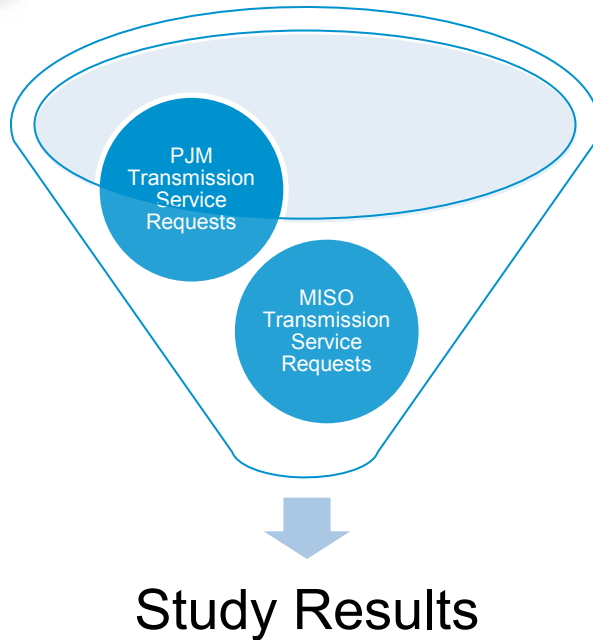 PJM
Transmission
Service
Requests
MISO
Transmission
Service
Requests
Study Results